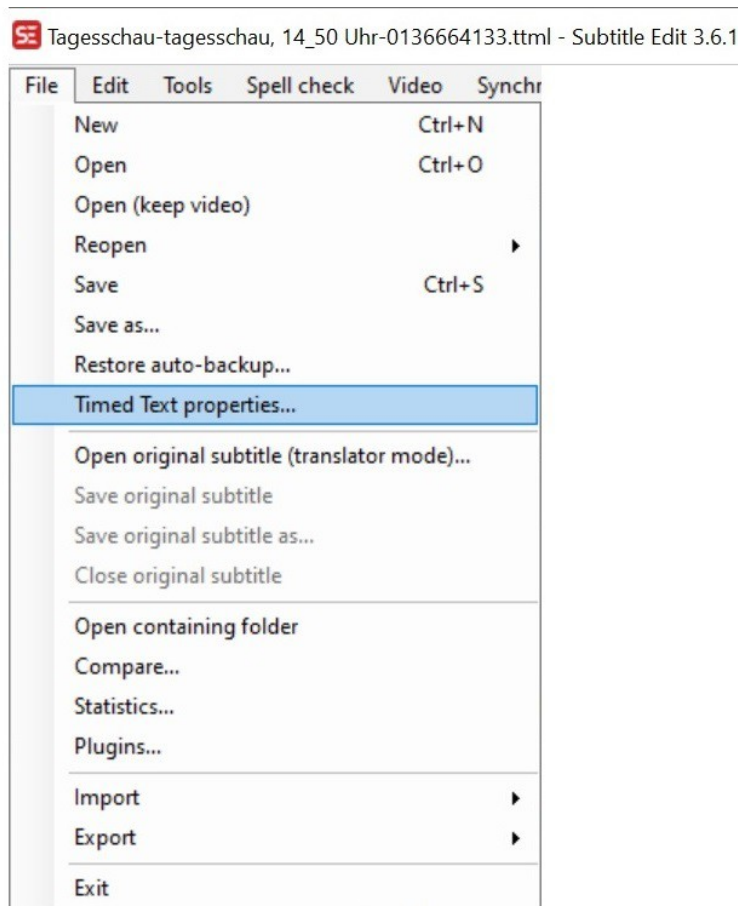 SE Tagesschau-tagesschau, 14_50 Uhr-0136664133.ttml - Subtitle Edit 3.6.1
File Edit Tools Spell check Video Synchr
New Ctrl+N
Open Ctrl+O
Open (keep video)
Reopen
Save Ctrl+S
Save as...
Restore auto-backup...
Timed Text properties...
Open original subtitle (translator mode)...
Save original subtitle
Save original subtitle as...
Close original subtitle
Open containing folder
Compare...
Statistics...
Plugins...
Import
Export
Exit